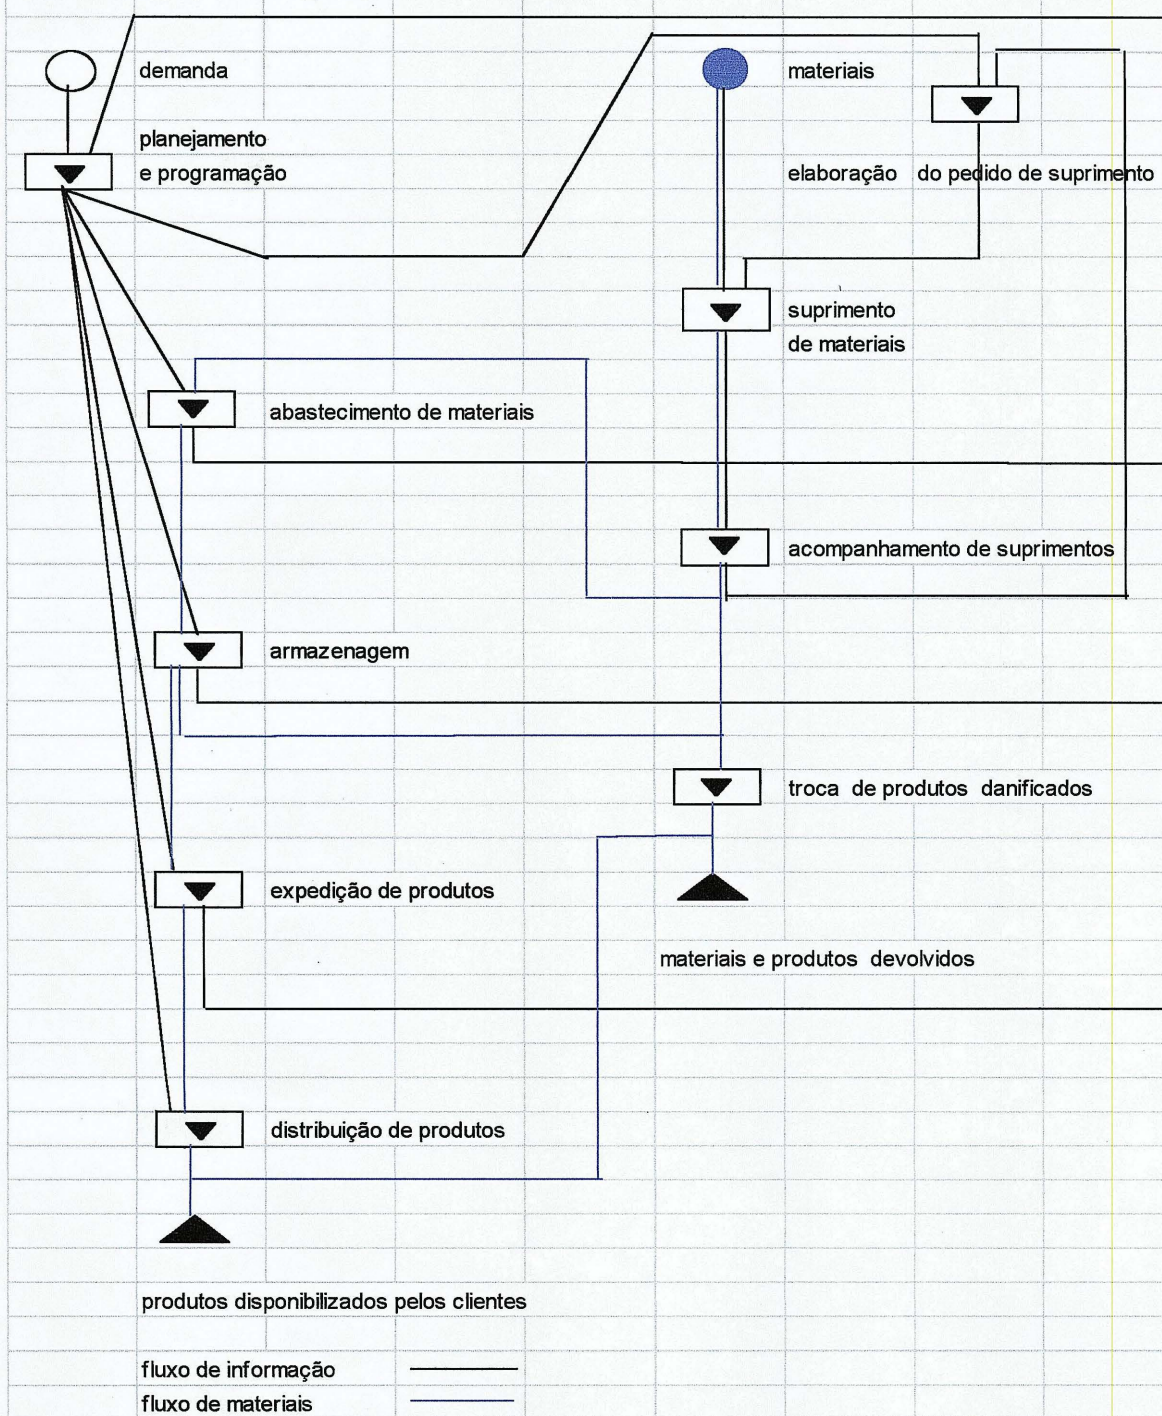 demanda
materiais
planejamento
e programação
elaboração do pedido de suprimento
suprimento
de materiais
abastecimento de materiais
acompanhamento de suprimentos
armazenagem
troca de produtos danificados
expedição de produtos
materiais e produtos devolvidos
distribuição de produtos
produtos disponibilizados pelos clientes
fluxo de informação
fluxo de materiais